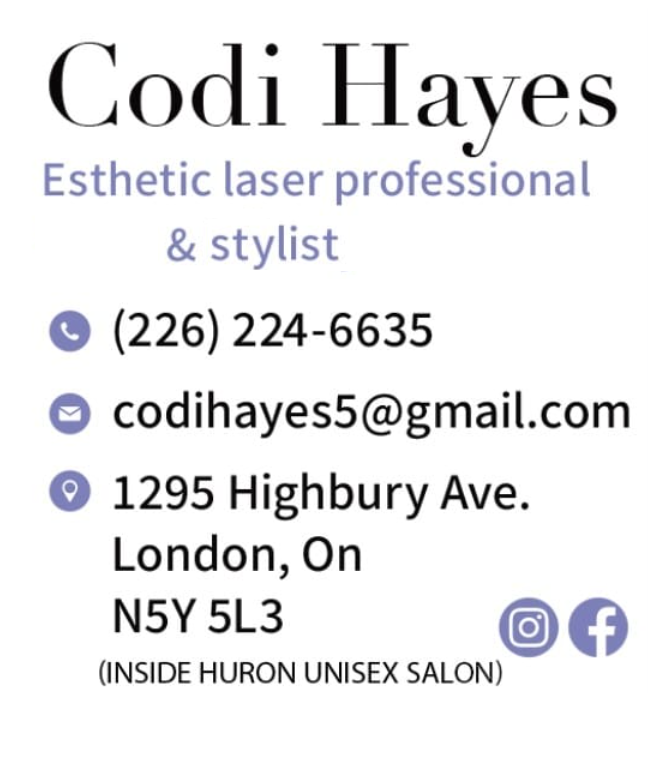 Codi Hayes
Esthetic laser professional
& stylist
(226) 224-6635
codihayes5@gmail.com
1295 Highbury Ave.
London, On
N5Y 5L3
(INSIDE HURON UNISEX SALON)